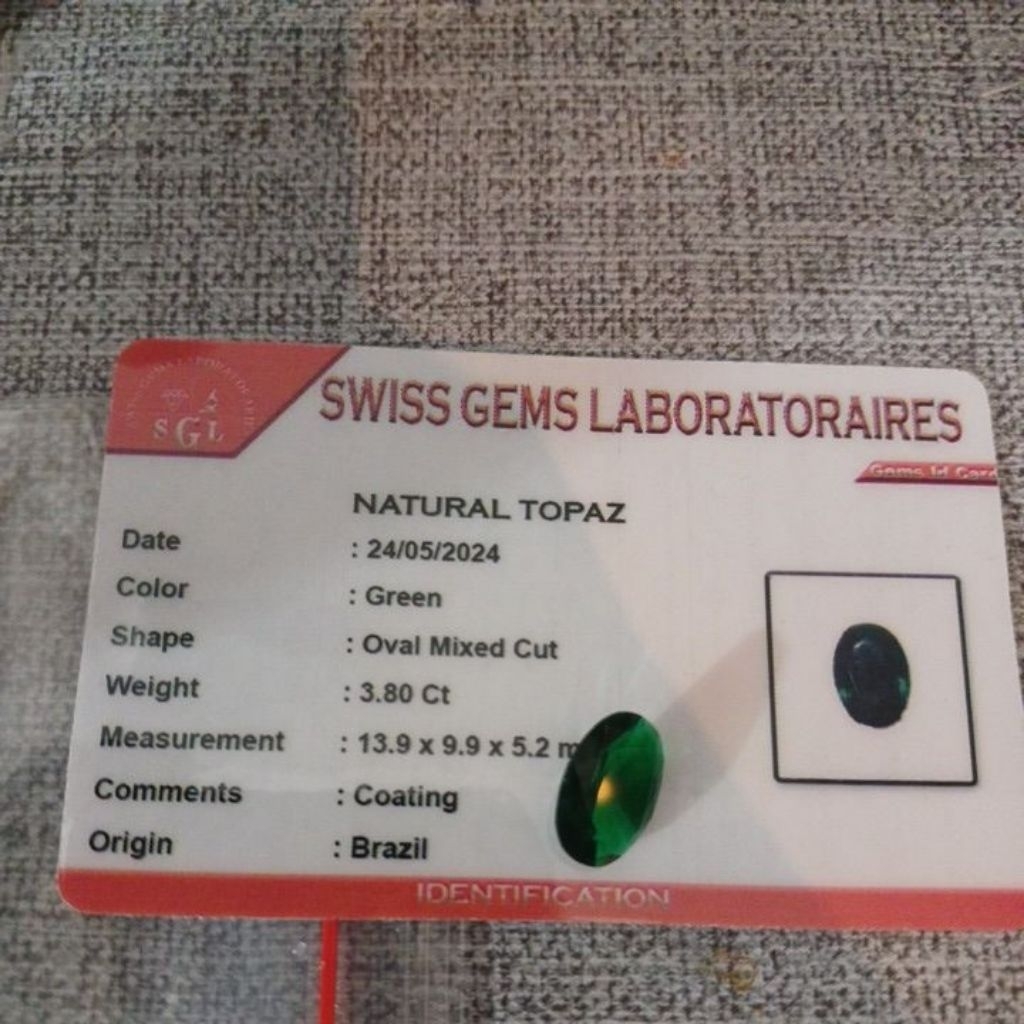 SGL
SWISS GEMS LABORATORAIRES
Gems Id Card
NATURAL TOPAZ
Date : 24/05/2024
Color : Green
Shape : Oval Mixed Cut
Weight : 3.80 Ct
Measurement : 13.9 x 9.9 x 5.2 m
Comments : Coating
Origin : Brazil
IDENTIFICATION